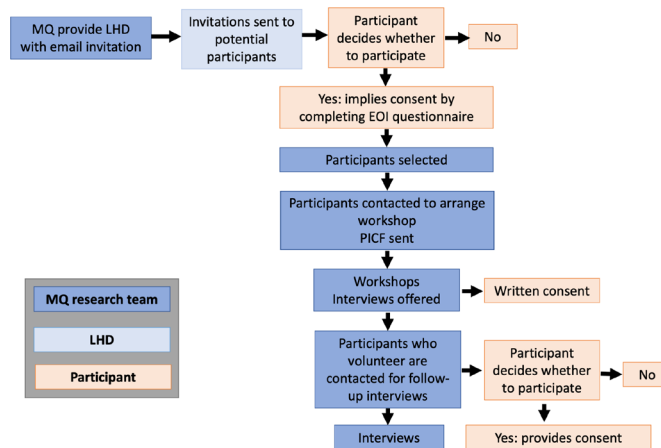 MQ provide LHD
with email invitation
Invitations sent to
potential
participants
Participant
decides whether
to participate
No
Yes: implies consent by
completing EOI questionnaire
Participants selected
Participants contacted to arrange
workshop
PICF sent
Workshops
Interviews offered
Written consent
Participants who
volunteer are
contacted for follow-
up interviews
Participant
decides whether
to participate
No
Interviews
Yes: provides consent
MQ research team
LHD
Participant